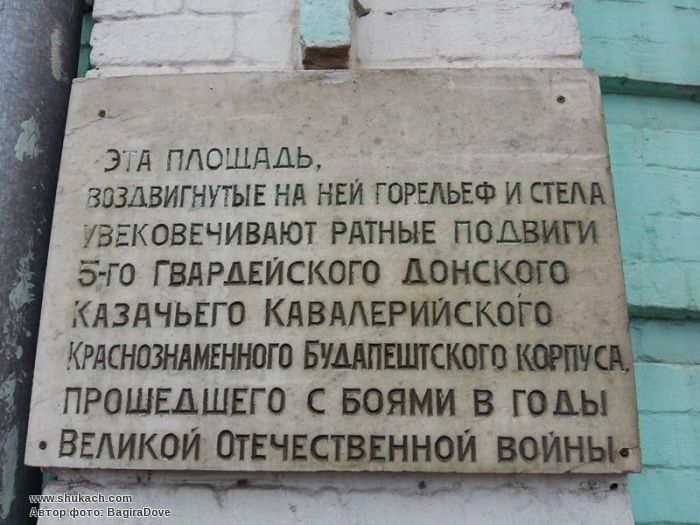 Эта площадь,
воздвигнутые на ней горельеф и стела
увековечивают ратные подвиги
5-го Гвардейского Донского
Казачьего Кавалерийского
Краснознаменного Будапештского корпуса,
прошедшего с боями в годы
Великой Отечественной войны
www.shukach.com
Автор фото: BagiraDove